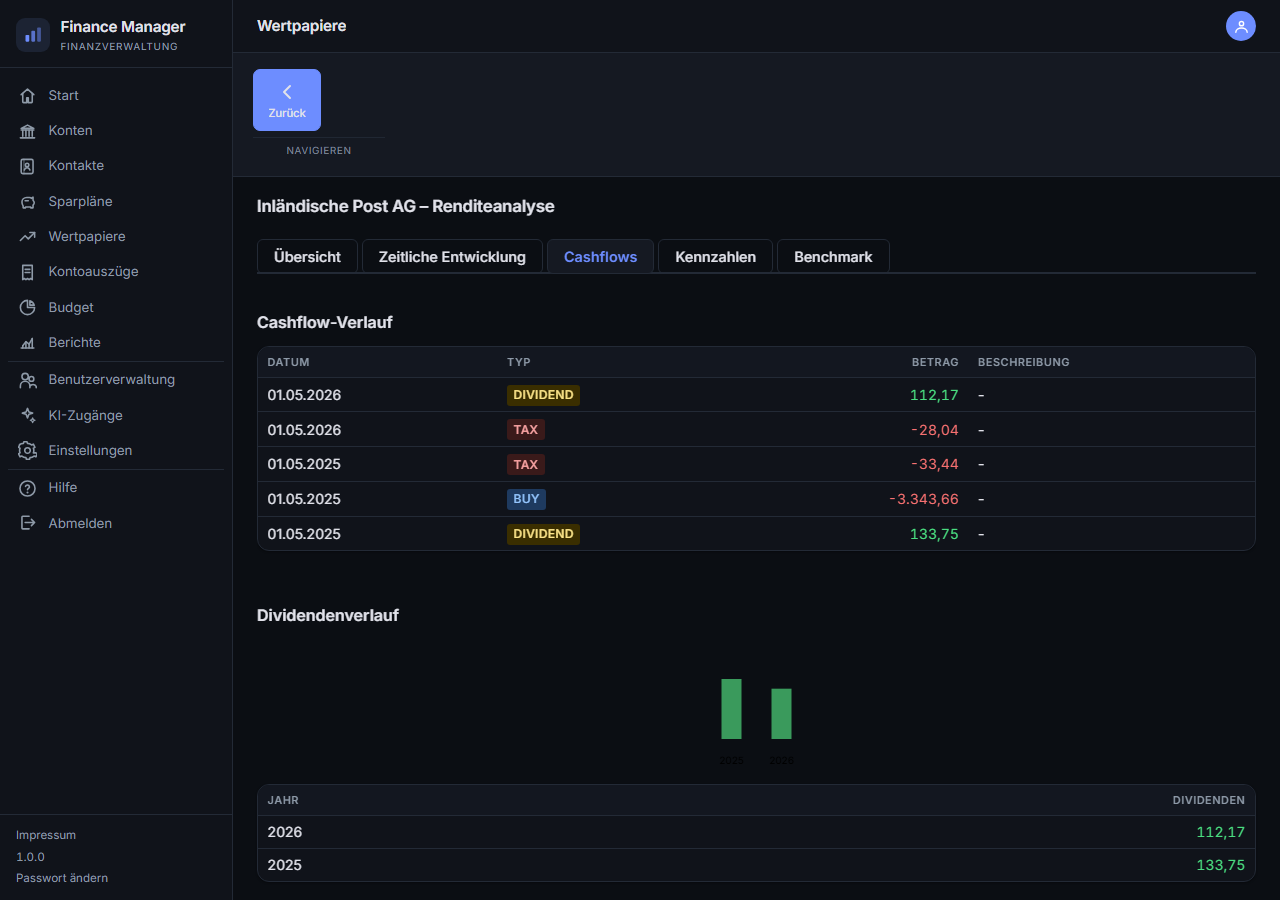 Finance Manager
FINANZVERWALTUNG
Start
Konten
Kontakte
Sparpläne
Wertpapiere
Kontoauszüge
Budget
Berichte
Benutzerverwaltung
KI-Zugänge
Einstellungen
Hilfe
Abmelden
Impressum
1.0.0
Passwort ändern
Wertpapiere
Zurück
NAVIGIEREN
Inländische Post AG – Renditeanalyse
Übersicht Zeitliche Entwicklung Cashflows Kennzahlen Benchmark
Cashflow-Verlauf
DATUM TYP BETRAG BESCHREIBUNG
01.05.2026 DIVIDEND 112,17 -
01.05.2026 TAX -28,04 -
01.05.2025 TAX -33,44 -
01.05.2025 BUY -3.343,66 -
01.05.2025 DIVIDEND 133,75 -
Dividendenverlauf
2025 2026
JAHR DIVIDENDEN
2026 112,17
2025 133,75